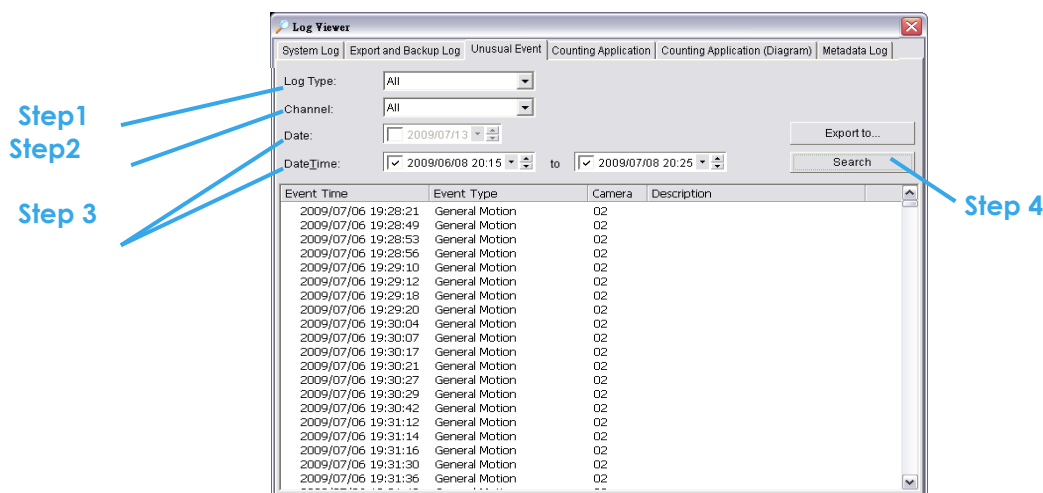 Log Viewer
System Log Export and Backup Log Unusual Event Counting Application Counting Application (Diagram) Metadata Log
Log Type: All
Step1
Channel: All
Step2
Date: 2009/07/13 Export to...
DateTime: 2009/06/08 20:15 to 2009/07/08 20:25 Search
Step 3
Step 4
Event Time Event Type Camera Description
2009/07/06 19:28:21 General Motion 02
2009/07/06 19:28:49 General Motion 02
2009/07/06 19:28:53 General Motion 02
2009/07/06 19:28:56 General Motion 02
2009/07/06 19:29:10 General Motion 02
2009/07/06 19:29:12 General Motion 02
2009/07/06 19:29:18 General Motion 02
2009/07/06 19:29:20 General Motion 02
2009/07/06 19:30:04 General Motion 02
2009/07/06 19:30:07 General Motion 02
2009/07/06 19:30:17 General Motion 02
2009/07/06 19:30:21 General Motion 02
2009/07/06 19:30:27 General Motion 02
2009/07/06 19:30:29 General Motion 02
2009/07/06 19:30:42 General Motion 02
2009/07/06 19:31:12 General Motion 02
2009/07/06 19:31:14 General Motion 02
2009/07/06 19:31:16 General Motion 02
2009/07/06 19:31:30 General Motion 02
2009/07/06 19:31:36 General Motion 02